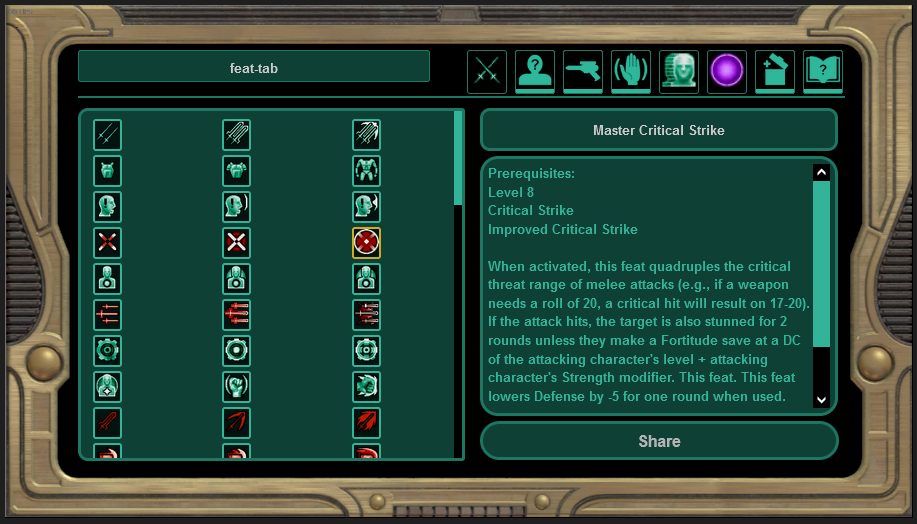 feat-tab
Master Critical Strike
Prerequisites:
Level 8
Critical Strike
Improved Critical Strike
When activated, this feat quadruples the critical
threat range of melee attacks (e.g., if a weapon
needs a roll of 20, a critical hit will result on 17-20).
If the attack hits, the target is also stunned for 2
rounds unless they make a Fortitude save at a DC
of the attacking character's level + attacking
character's Strength modifier. This feat. This feat
lowers Defense by -5 for one round when used.
Share